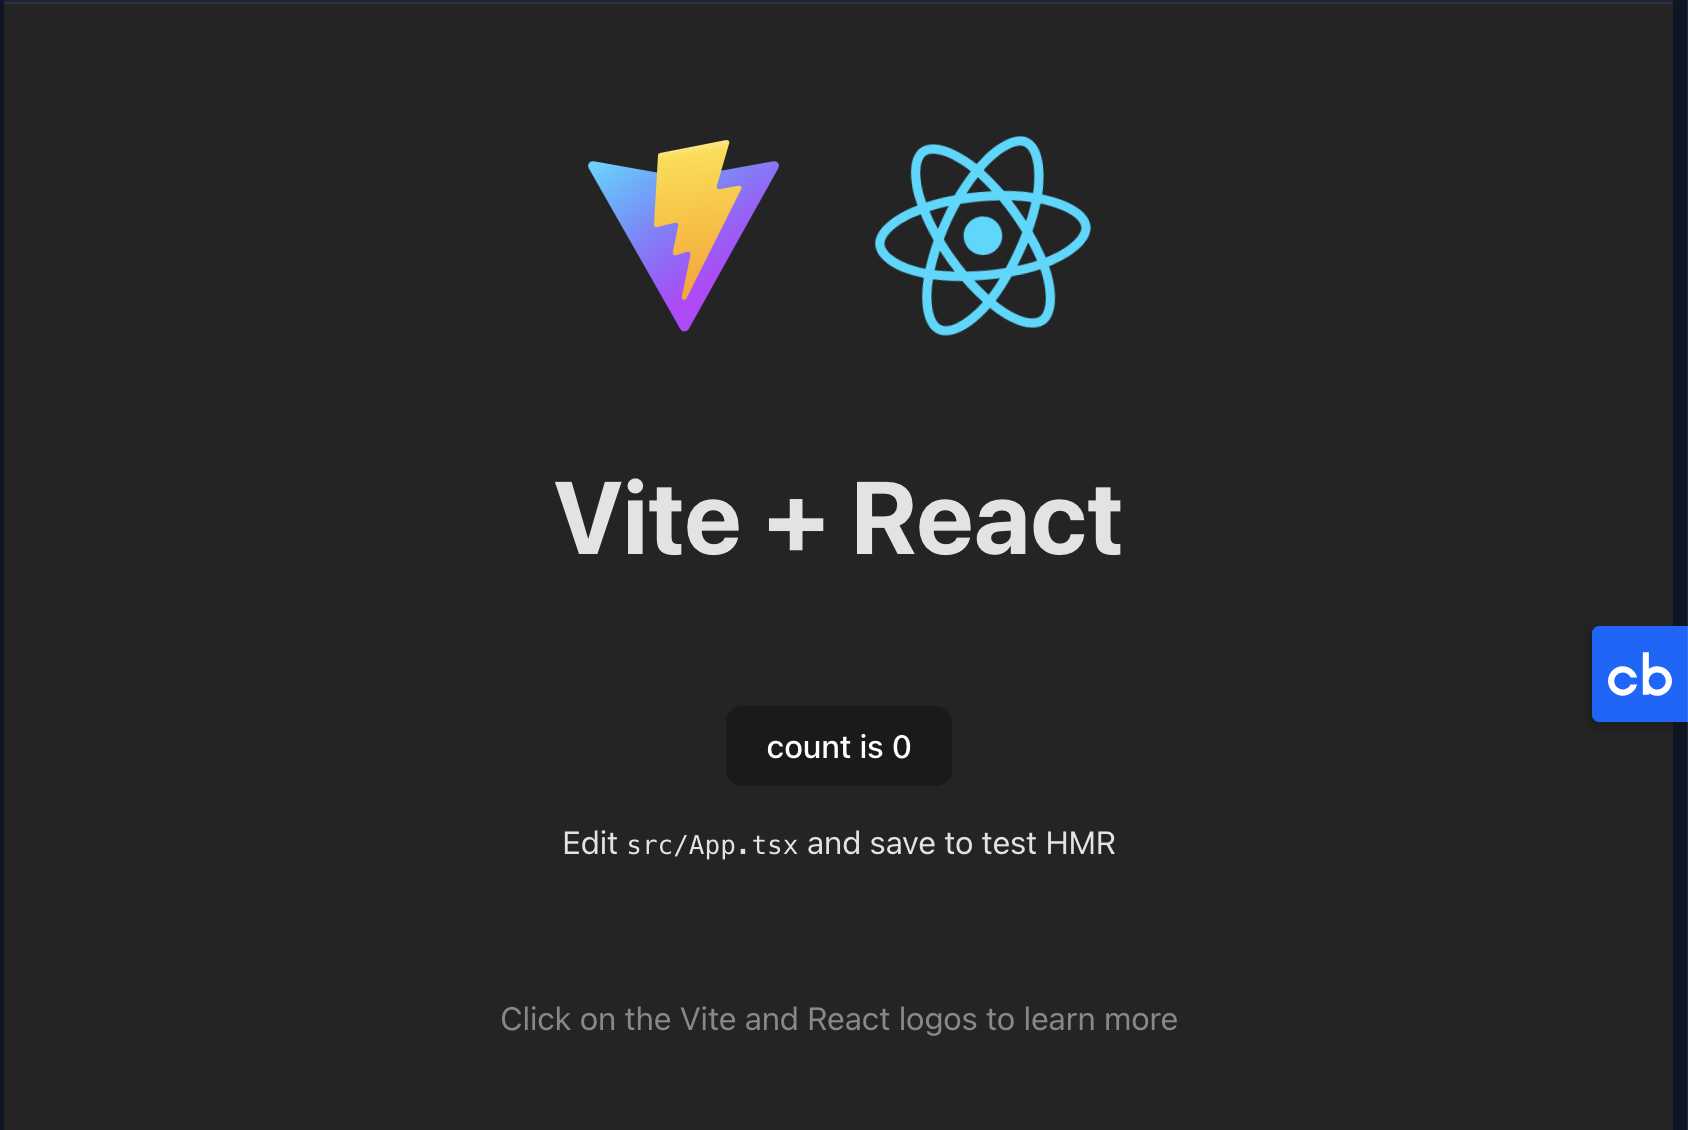 Vite + React
cb
count is 0
Edit src/App.tsx and save to test HMR
Click on the Vite and React logos to learn more